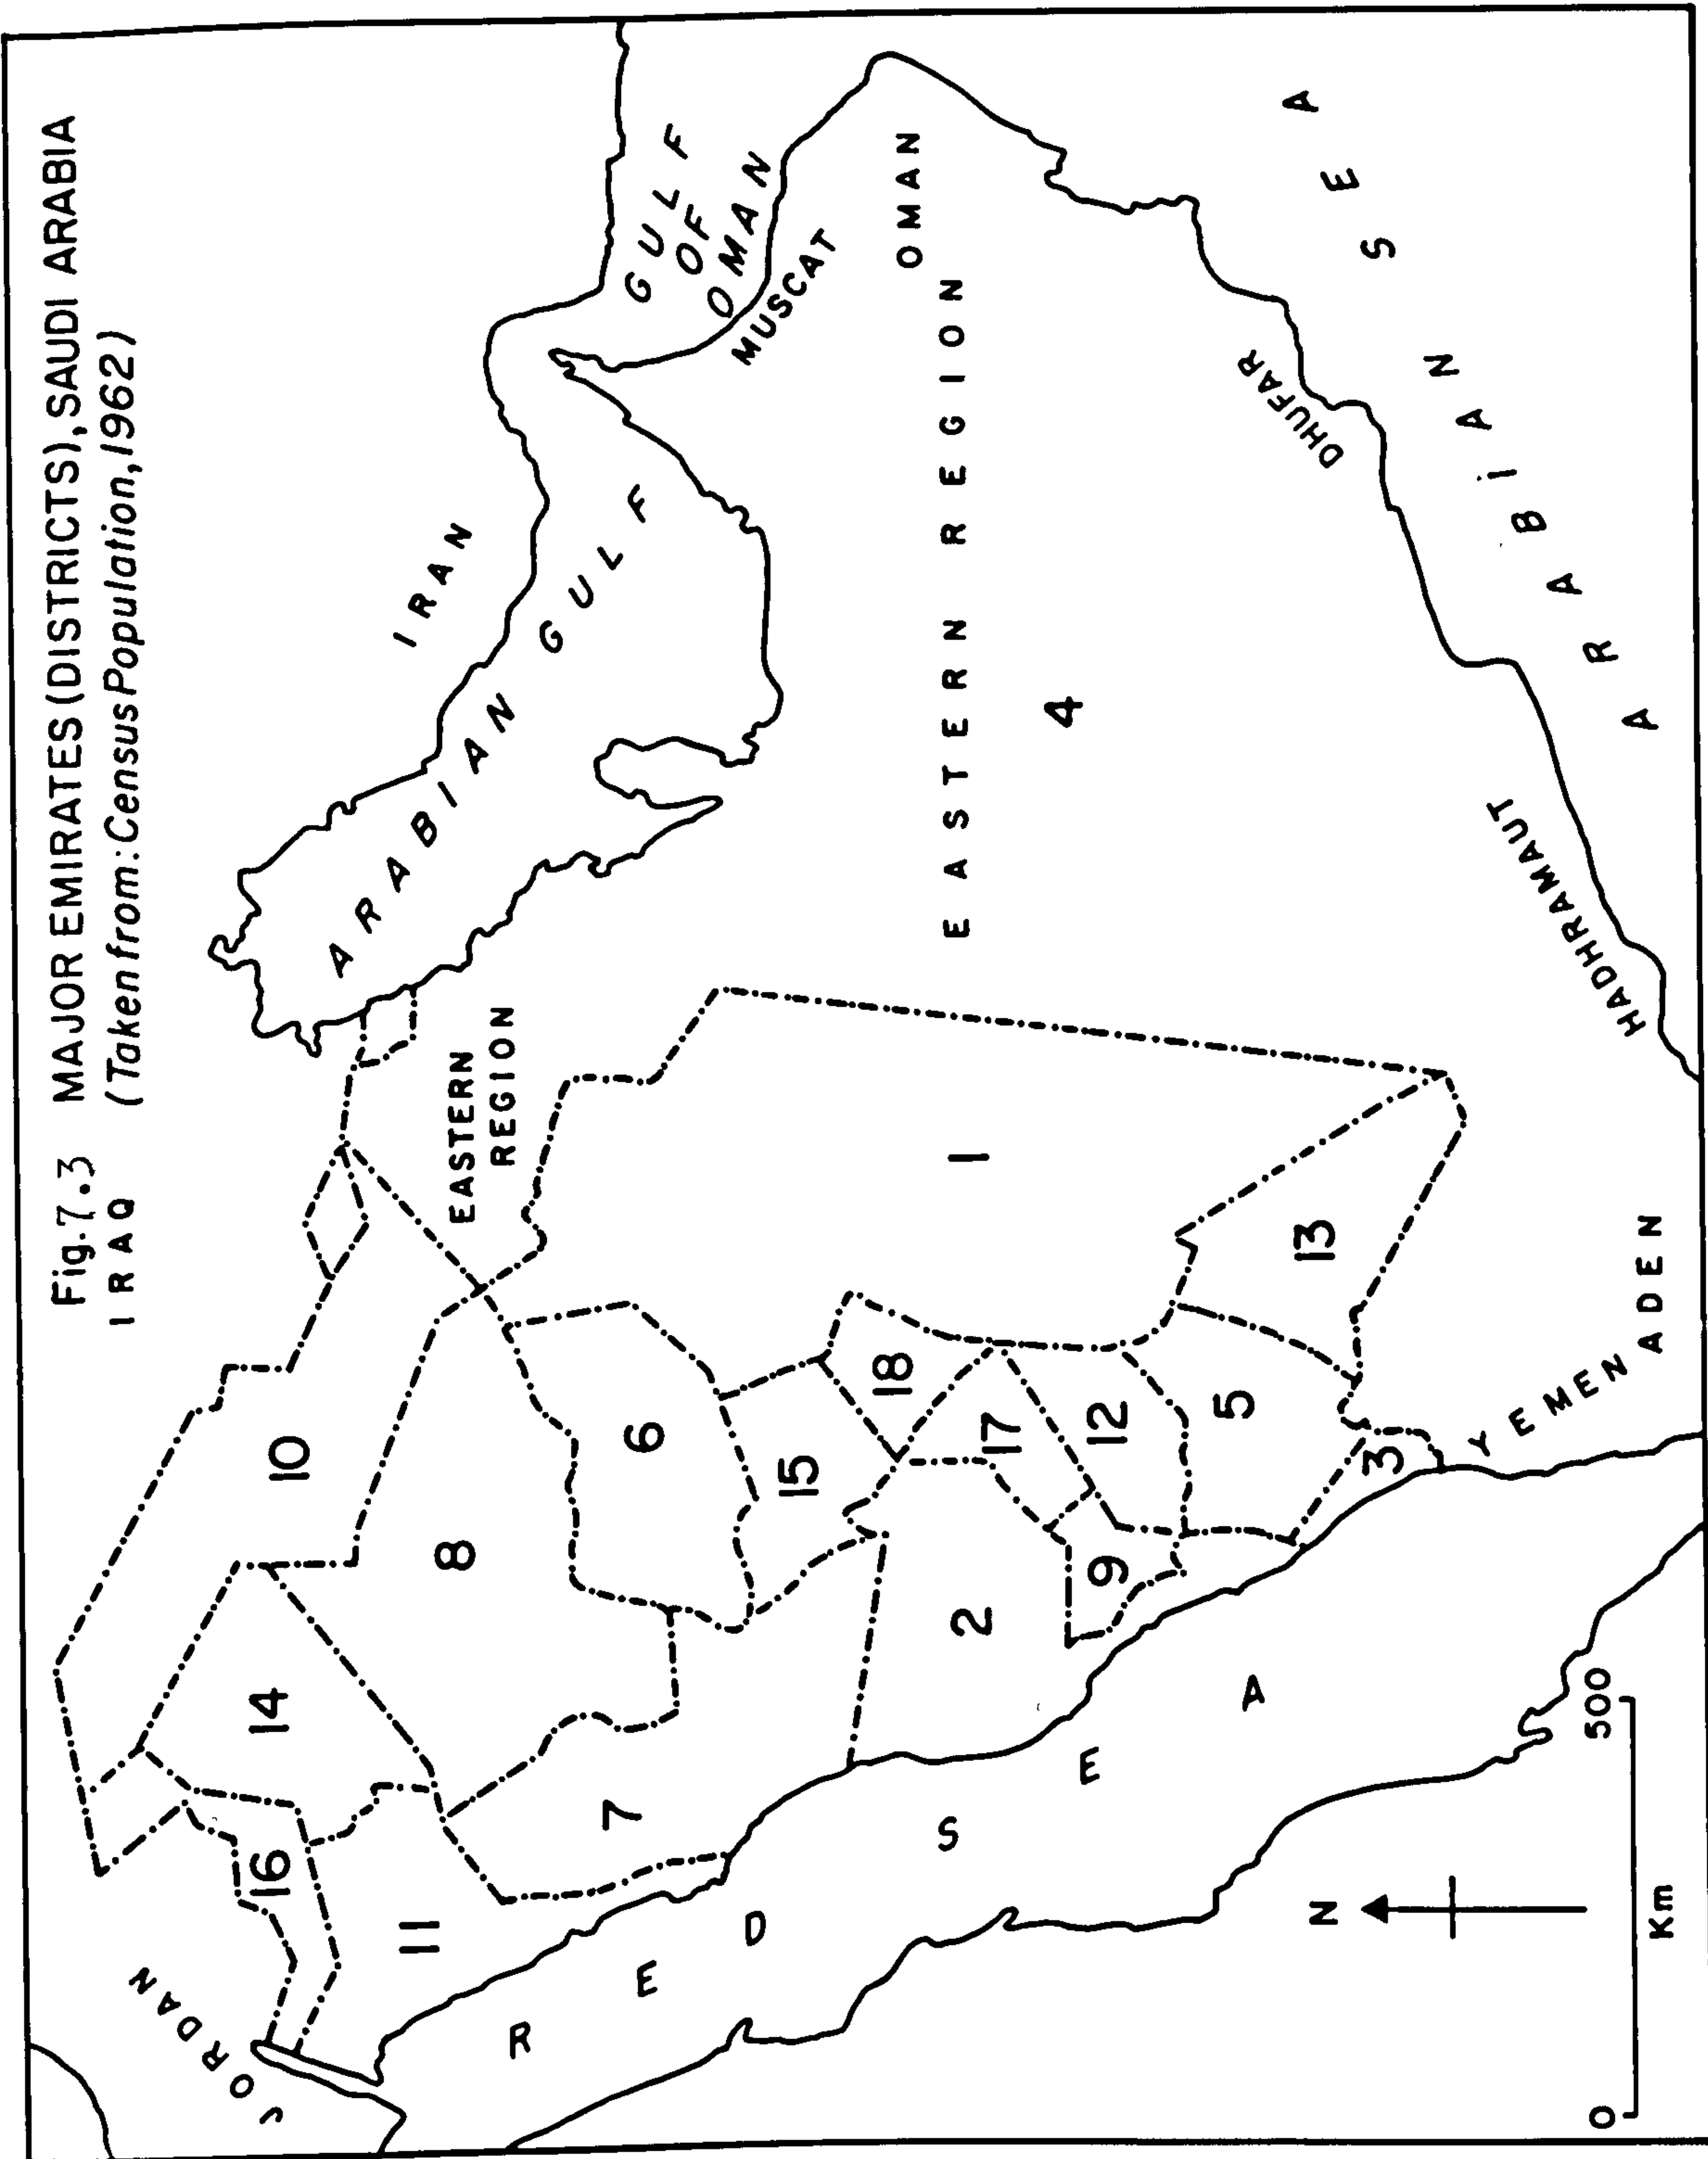 Fig. 7.3 MAJOR EMIRATES (DISTRICTS), SAUDI ARABIA
(Taken from: Census Population, 1962)
IRAQ
JORDAN
IRAN
ARABIAN GULF
GULF
OF
OMAN
MUSCAT
OMAN
EASTERN
REGION
EASTERN REGION
RED SEA
DHUFAR
HADHRAMAUT
ARABIAN SEA
YEMEN
ADEN
16
14
10
11
8
7
6
15
2
18
17
9
12
5
3
13
1
4
N
0 500
Km